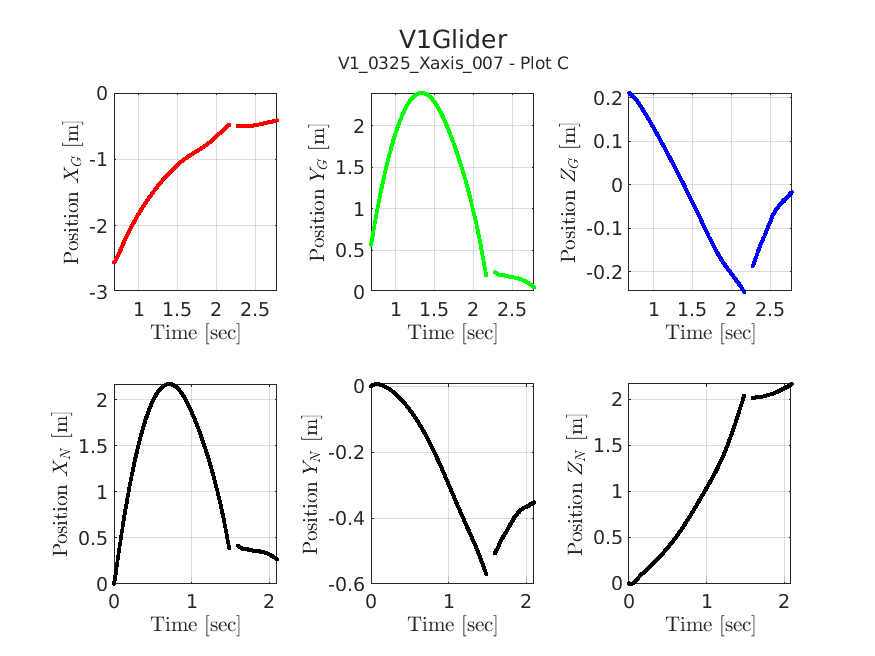 V1Glider
V1_0325_Xaxis_007 - Plot C
Position X_G [m]
0
-1
-2
-3
1 1.5 2 2.5
Time [sec]
Position Y_G [m]
2
1.5
1
0.5
0
1 1.5 2 2.5
Time [sec]
Position Z_G [m]
0.2
0.1
0
-0.1
-0.2
1 1.5 2 2.5
Time [sec]
Position X_N [m]
2
1.5
1
0.5
0
0 1 2
Time [sec]
Position Y_N [m]
0
-0.2
-0.4
-0.6
0 1 2
Time [sec]
Position Z_N [m]
2
1.5
1
0.5
0
0 1 2
Time [sec]